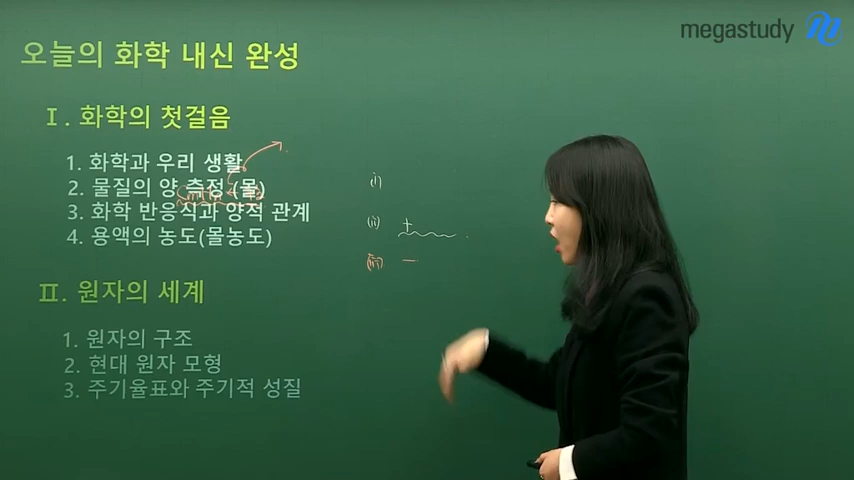 megastudy
오늘의 화학 내신 완성
Ⅰ. 화학의 첫걸음
1. 화학과 우리 생활
2. 물질의 양 측정 (몰)
3. 화학 반응식과 양적 관계
4. 용액의 농도(몰농도)
Ⅱ. 원자의 세계
1. 원자의 구조
2. 현대 원자 모형
3. 주기율표와 주기적 성질
(i)
(ii) +
(iii) —